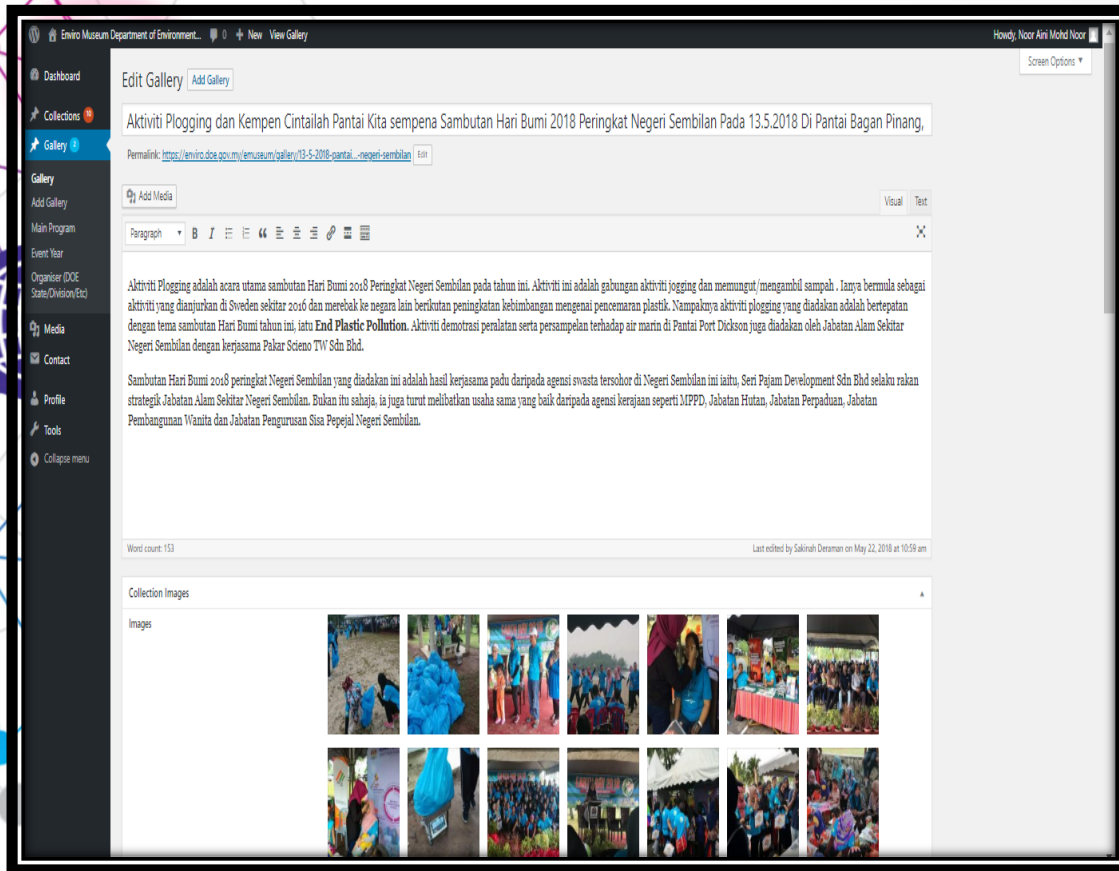 Enviro Museum Department of Environment... 0 + New View Gallery Howdy, Noor Aini Mohd Noor
Screen Options ▼
Dashboard
Collections 10
Gallery 3
Gallery
Add Gallery
Main Program
Event Year
Organiser (DOE
State/Division/Etc)
Media
Contact
Profile
Tools
Collapse menu
Edit Gallery Add Gallery
Aktiviti Plogging dan Kempen Cintailah Pantai Kita sempena Sambutan Hari Bumi 2018 Peringkat Negeri Sembilan Pada 13.5.2018 Di Pantai Bagan Pinang,
Permalink: https://enviro.doe.gov.my/emuseum/gallery/13-5-2018-pantai...-negeri-sembilan Edit
Add Media
Visual Text
Paragraph
Aktiviti Plogging adalah acara utama sambutan Hari Bumi 2018 Peringkat Negeri Sembilan pada tahun ini. Aktiviti ini adalah gabungan aktiviti jogging dan memungut/mengambil sampah . Ianya bermula sebagai
aktiviti yang dianjurkan di Sweden sekitar 2016 dan merebak ke negara lain berikutan peningkatan kebimbangan mengenai pencemaran plastik. Nampaknya aktiviti plogging yang diadakan adalah bertepatan
dengan tema sambutan Hari Bumi tahun ini, iatu End Plastic Pollution. Aktiviti demotrasi peralatan serta persampelan terhadap air marin di Pantai Port Dickson juga diadakan oleh Jabatan Alam Sekitar
Negeri Sembilan dengan kerjasama Pakar Scieno TW Sdn Bhd.
Sambutan Hari Bumi 2018 peringkat Negeri Sembilan yang diadakan ini adalah hasil kerjasama padu daripada agensi swasta tersohor di Negeri Sembilan ini iaitu, Seri Pajam Development Sdn Bhd selaku rakan
strategik Jabatan Alam Sekitar Negeri Sembilan. Bukan itu sahaja, ia juga turut melibatkan usaha sama yang baik daripada agensi kerajaan seperti MPPD, Jabatan Hutan, Jabatan Perpaduan, Jabatan
Pembangunan Wanita dan Jabatan Pengurusan Sisa Pepejal Negeri Sembilan.
Word count: 153 Last edited by Sakinah Deraman on May 22, 2018 at 10:59 am
Collection Images
Images